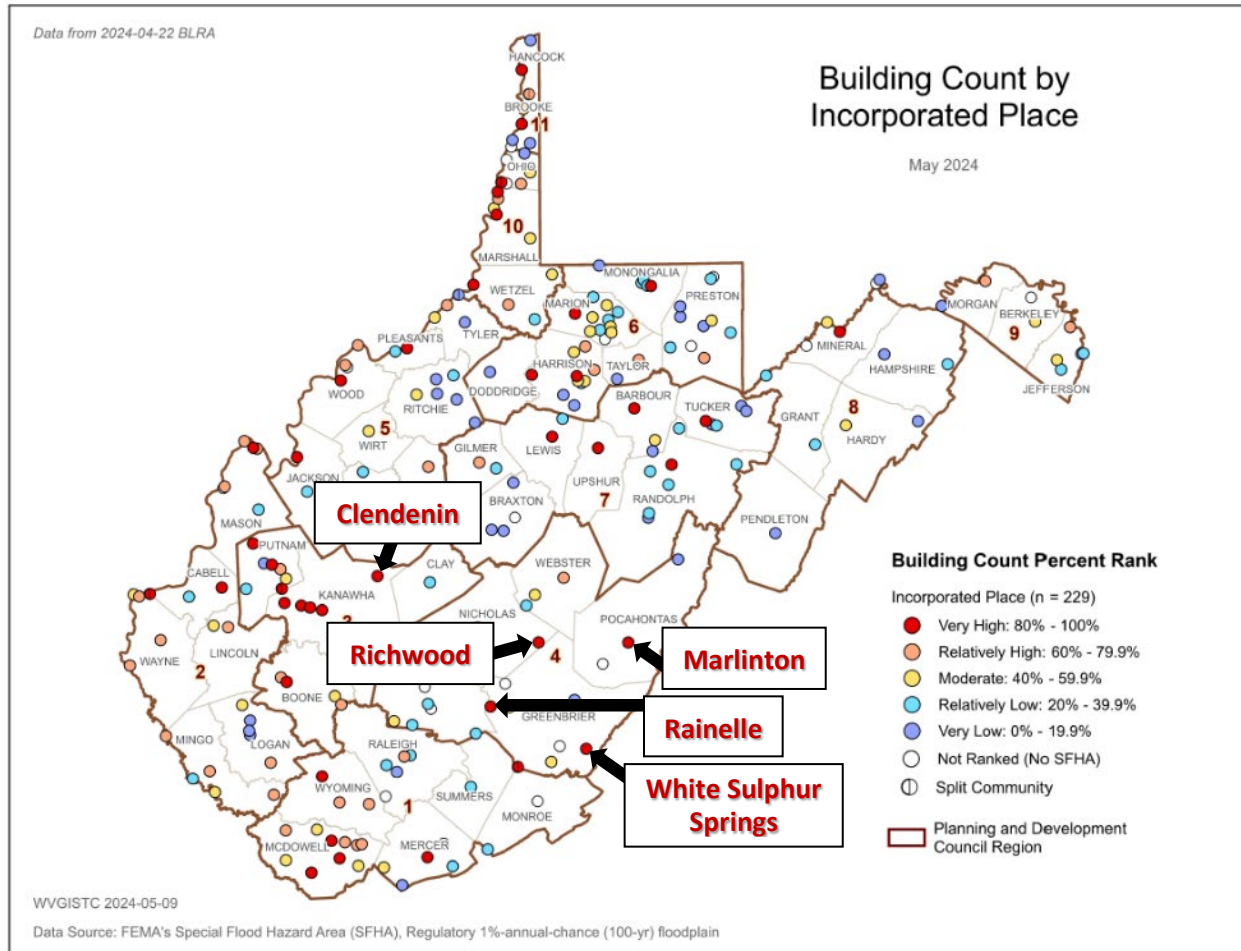 Data from 2024-04-22 BLRA
Building Count by
Incorporated Place
May 2024
HANCOCK
BROOKE
11
OHIO
10
MARSHALL
WETZEL
MONONGALIA
MARION
PRESTON
6
MORGAN
BERKELEY
9
JEFFERSON
MINERAL
HAMPSHIRE
TYLER
PLEASANTS
HARRISON
TAYLOR
DODDRIDGE
WOOD
RITCHIE
BARBOUR
TUCKER
GRANT
8
HARDY
5
WIRT
GILMER
LEWIS
UPSHUR
7
RANDOLPH
JACKSON
BRAXTON
PENDLETON
MASON
Clendenin
PUTNAM
CABELL
KANAWHA
CLAY
WEBSTER
NICHOLAS
POCAHONTAS
3
Richwood
4
Marlinton
WAYNE
2
LINCOLN
BOONE
Rainelle
GREENBRIER
MINGO
LOGAN
RALEIGH
White Sulphur
Springs
WYOMING
1
SUMMERS
MONROE
MCDOWELL
MERCER
Building Count Percent Rank
Incorporated Place (n = 229)
Very High: 80% - 100%
Relatively High: 60% - 79.9%
Moderate: 40% - 59.9%
Relatively Low: 20% - 39.9%
Very Low: 0% - 19.9%
Not Ranked (No SFHA)
Split Community
Planning and Development
Council Region
WVGISTC 2024-05-09
Data Source: FEMA's Special Flood Hazard Area (SFHA), Regulatory 1%-annual-chance (100-yr) floodplain